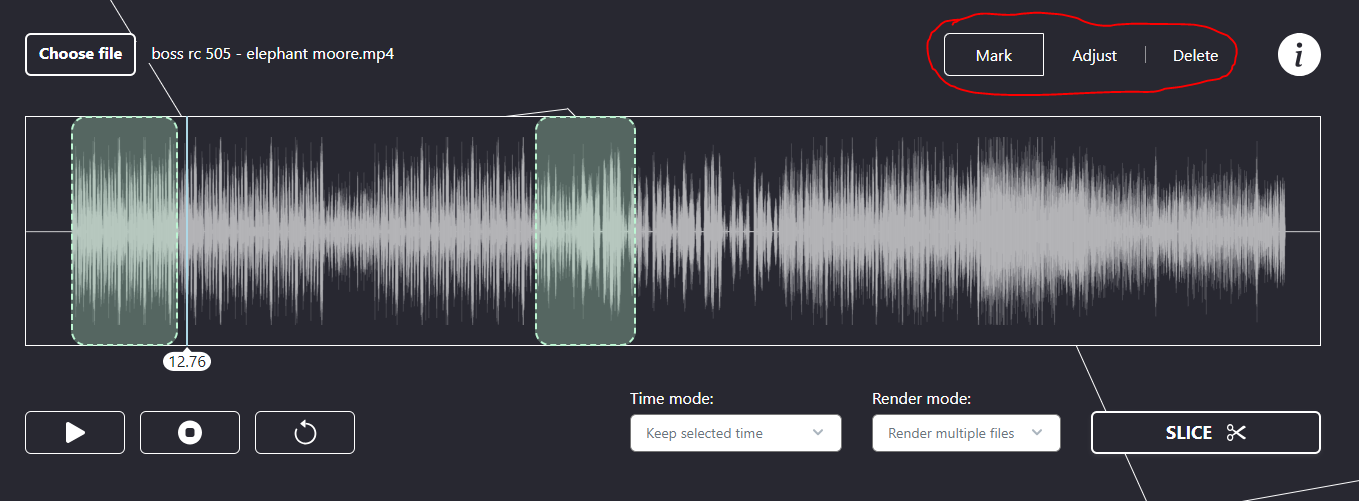 Choose file boss rc 505 - elephant moore.mp4 Mark Adjust Delete i
12.76
Time mode: Render mode:
Keep selected time Render multiple files SLICE